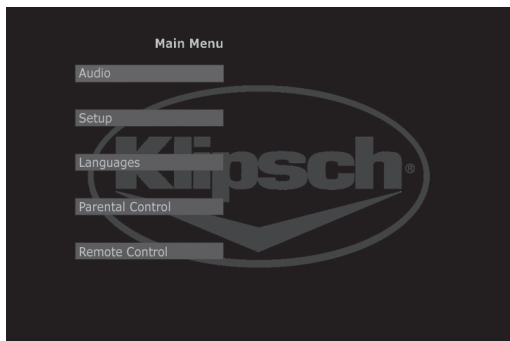 Main Menu
Audio
Setup
Languages
Klipsch®
Parental Control
Remote Control